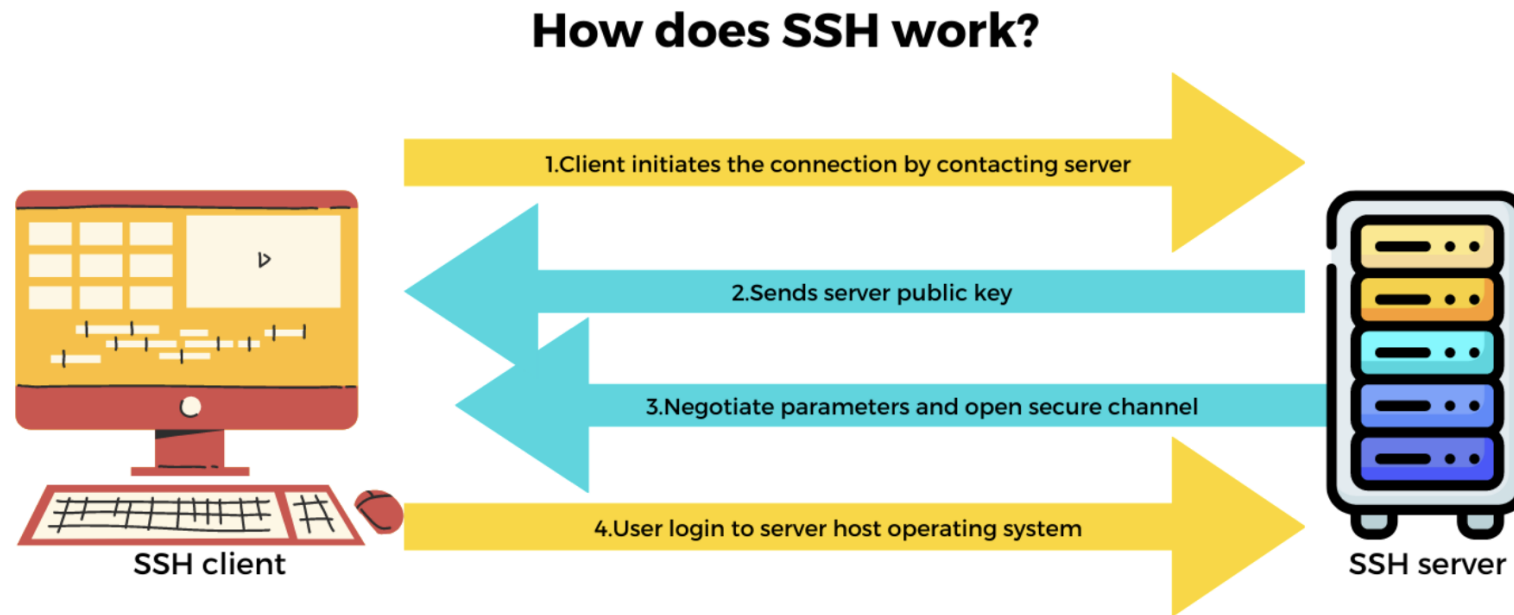 How does SSH work?
1.Client initiates the connection by contacting server
2.Sends server public key
3.Negotiate parameters and open secure channel
4.User login to server host operating system
SSH client
SSH server